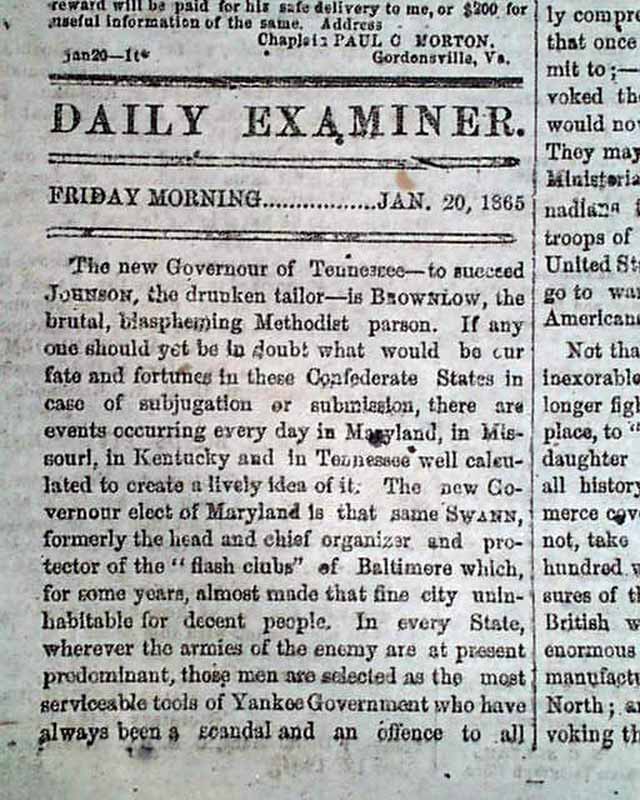 reward will be paid for his safe delivery to me, or $200 for
useful information of the same. Address
Chaplain PAUL C MORTON,
jan20—1t* Gordonsville, Va.
DAILY EXAMINER.
FRIDAY MORNING.................JAN. 20, 1865
The new Governour of Tennessee—to succeed
JOHNSON, the drunken tailor—is BROWNLOW, the
brutal, blaspheming Methodist parson. If any
one should yet be in doubt what would be our
fate and fortunes in these Confederate States in
case of subjugation or submission, there are
events occurring every day in Maryland, in Mis-
souri, in Kentucky and in Tennessee well calcu-
lated to create a lively idea of it. The new Go-
vernour elect of Maryland is that same SWANN,
formerly the head and chief organizer and pro-
tector of the "flash clubs" of Baltimore which,
for some years, almost made that fine city unin-
habitable for decent people. In every State,
wherever the armies of the enemy are at present
predominant, those men are selected as the most
serviceable tools of Yankee Government who have
always been a scandal and an offence to all
ly compre
that once
mit to;—
voked th
would no
They may
Ministeria
nadians i
troops of
United Sta
go to wa
American
Not tha
inexorable
longer figh
place, to "
daughter
all history
merce cove
not, take
hundred w
sures of t
British w
enormous
manufactu
North; a
voking th